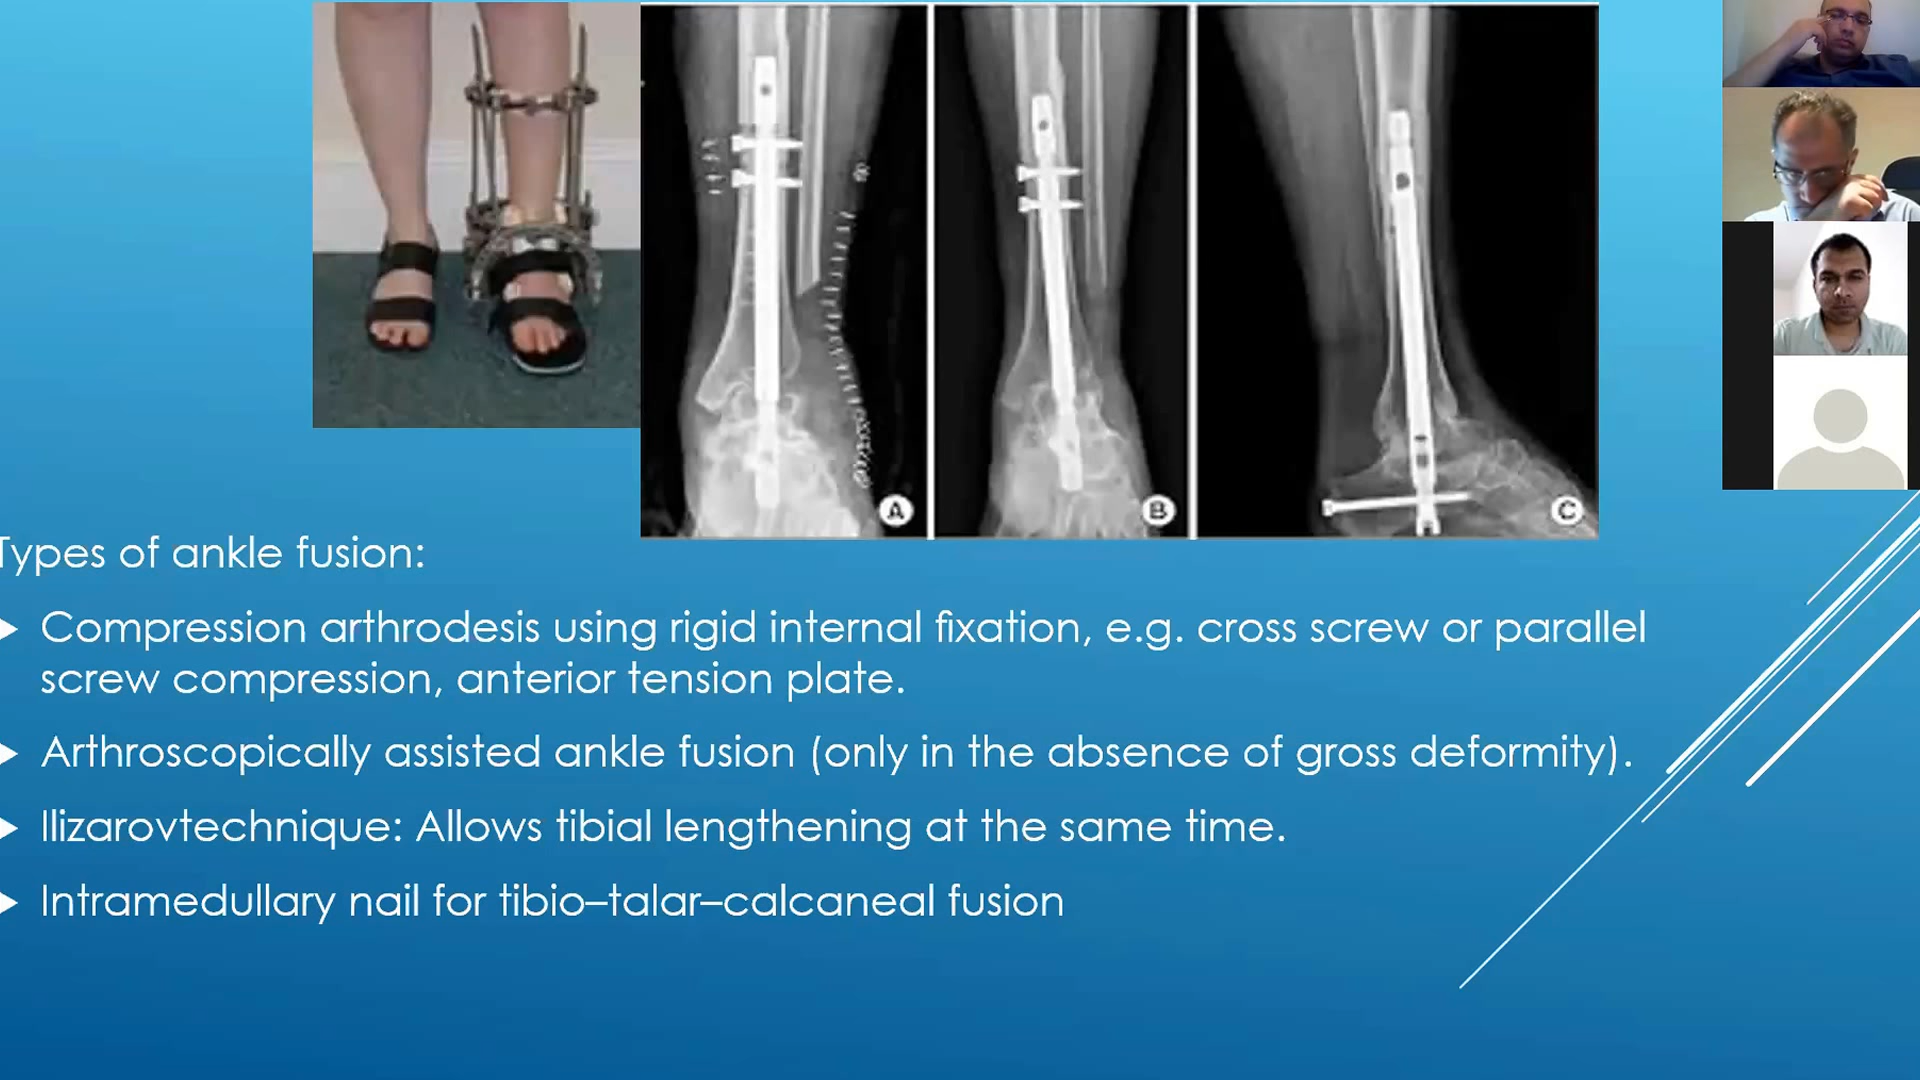 A
B
C
Types of ankle fusion:
Compression arthrodesis using rigid internal fixation, e.g. cross screw or parallel
screw compression, anterior tension plate.
Arthroscopically assisted ankle fusion (only in the absence of gross deformity).
Ilizarovtechnique: Allows tibial lengthening at the same time.
Intramedullary nail for tibio–talar–calcaneal fusion